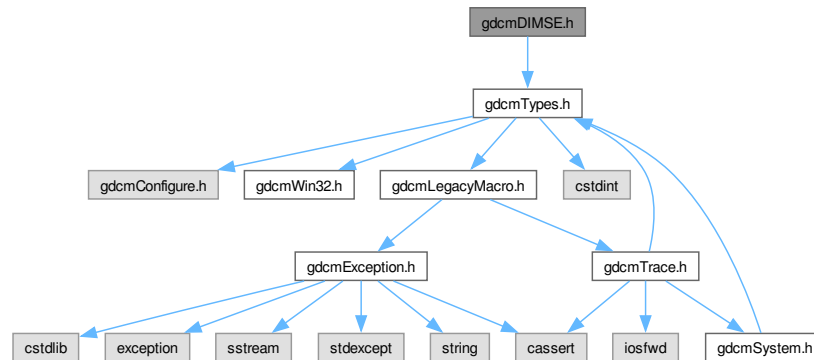 gdcmDIMSE.h
gdcmTypes.h
gdcmConfigure.h
gdcmWin32.h
gdcmLegacyMacro.h
cstdint
gdcmException.h
gdcmTrace.h
cstdlib
exception
sstream
stdexcept
string
cassert
iosfwd
gdcmSystem.h